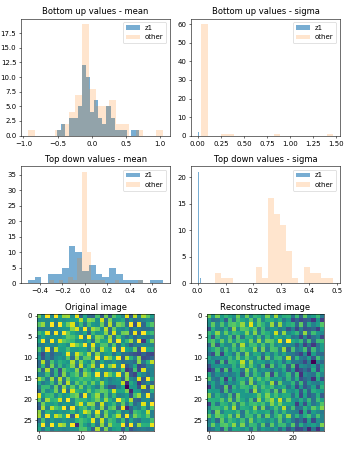 Bottom up values - mean
Bottom up values - sigma
17.5
15.0
12.5
10.0
7.5
5.0
2.5
0.0
z1
other
−1.0 −0.5 0.0 0.5 1.0
60
50
40
30
20
10
0
z1
other
0.00 0.25 0.50 0.75 1.00 1.25 1.50
Top down values - mean
Top down values - sigma
35
30
25
20
15
10
5
0
z1
other
−0.4 −0.2 0.0 0.2 0.4 0.6
20
15
10
5
0
z1
other
0.0 0.1 0.2 0.3 0.4 0.5
Original image
Reconstructed image
0
5
10
15
20
25
0 10 20
0
5
10
15
20
25
0 10 20